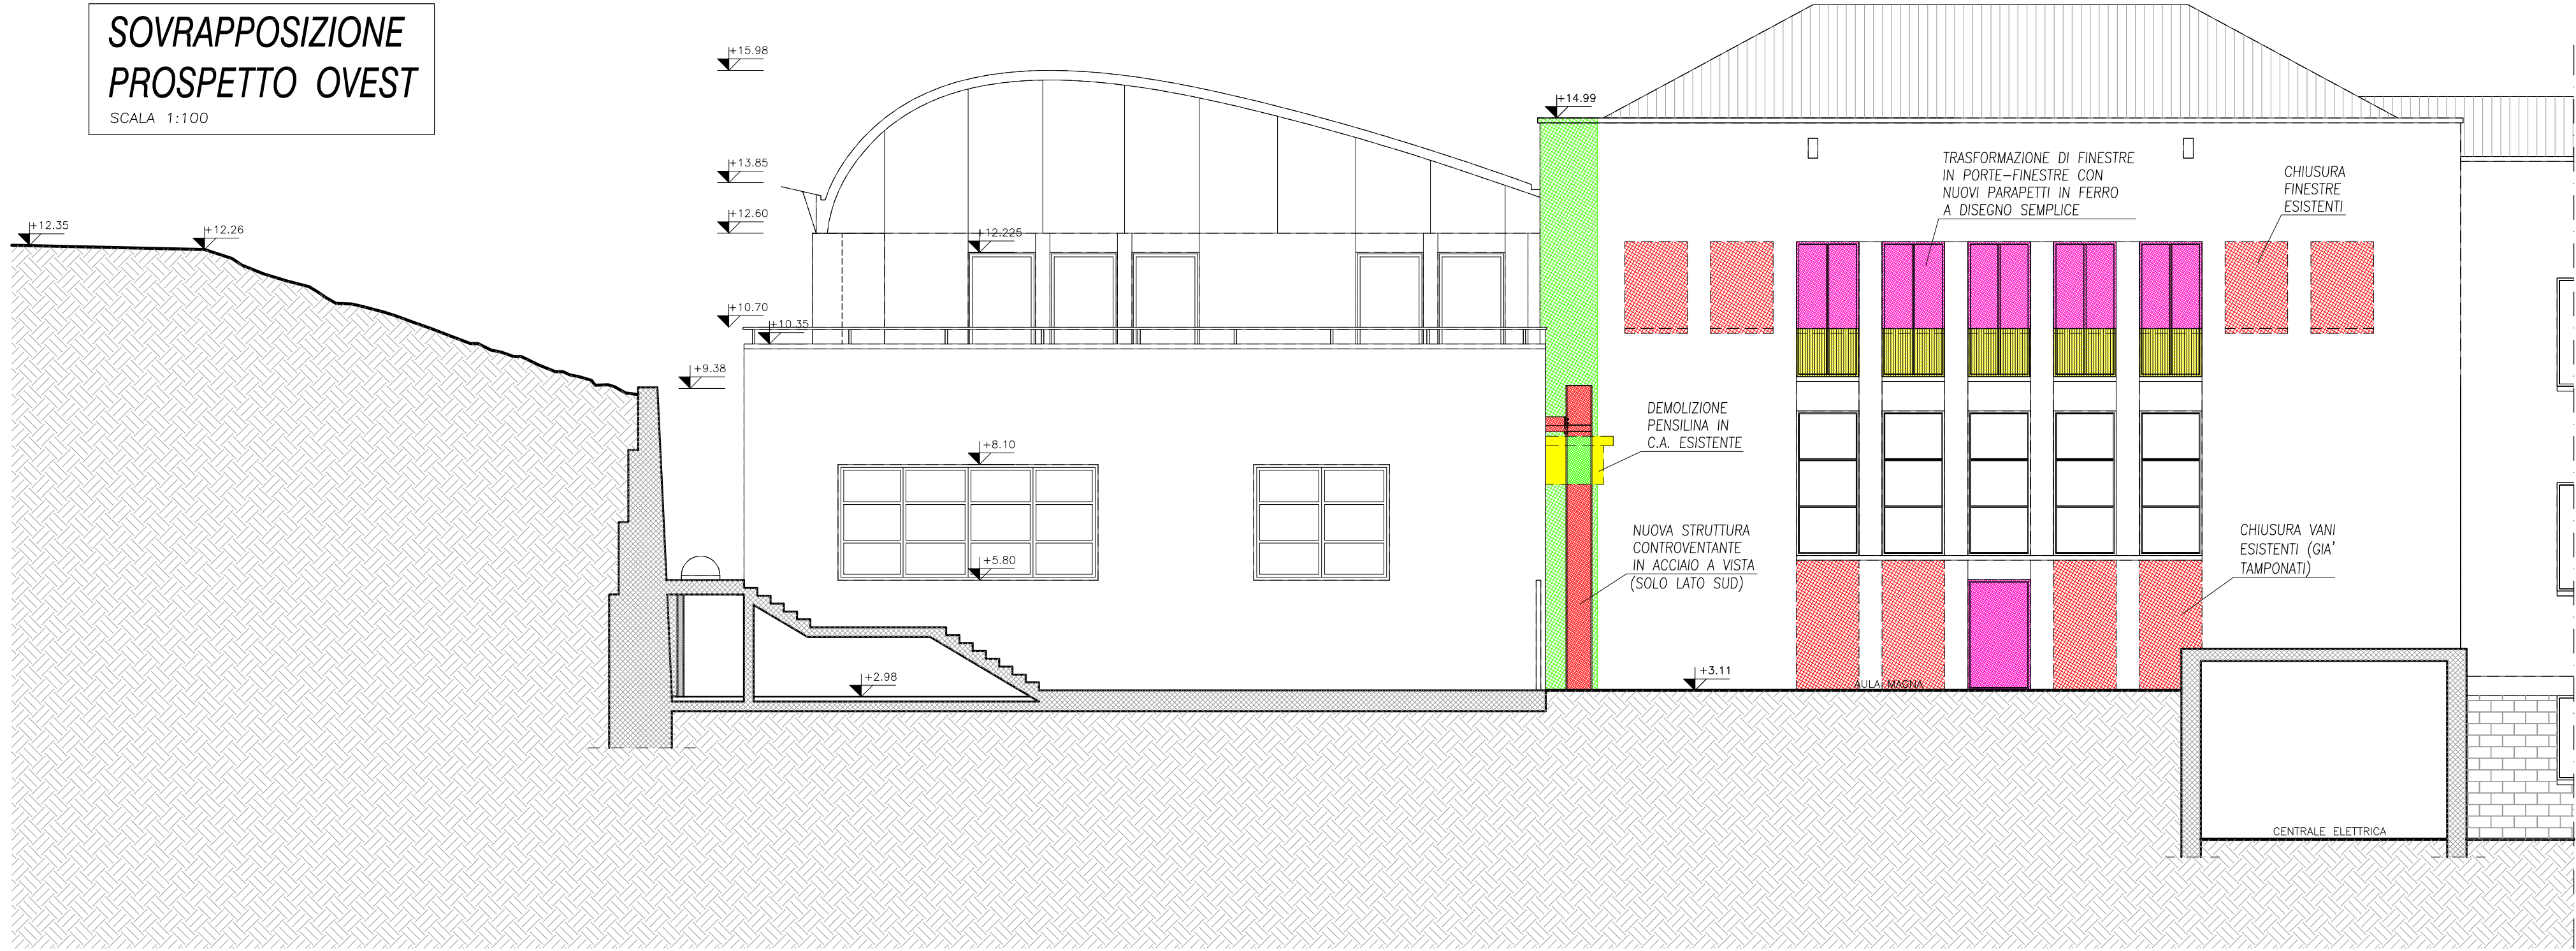 SOVRAPPOSIZIONE
PROSPETTO OVEST
SCALA 1:100
+15.98
+14.99
+13.85
+12.60
+12.35
+12.26
+12.225
+10.70
+10.35
+9.38
+8.10
+5.80
+2.98
+3.11
TRASFORMAZIONE DI FINESTRE
IN PORTE-FINESTRE CON
NUOVI PARAPETTI IN FERRO
A DISEGNO SEMPLICE
CHIUSURA
FINESTRE
ESISTENTI
DEMOLIZIONE
PENSILINA IN
C.A. ESISTENTE
NUOVA STRUTTURA
CONTROVENTANTE
IN ACCIAIO A VISTA
(SOLO LATO SUD)
CHIUSURA VANI
ESISTENTI (GIA'
TAMPONATI)
AULA MAGNA
CENTRALE ELETTRICA